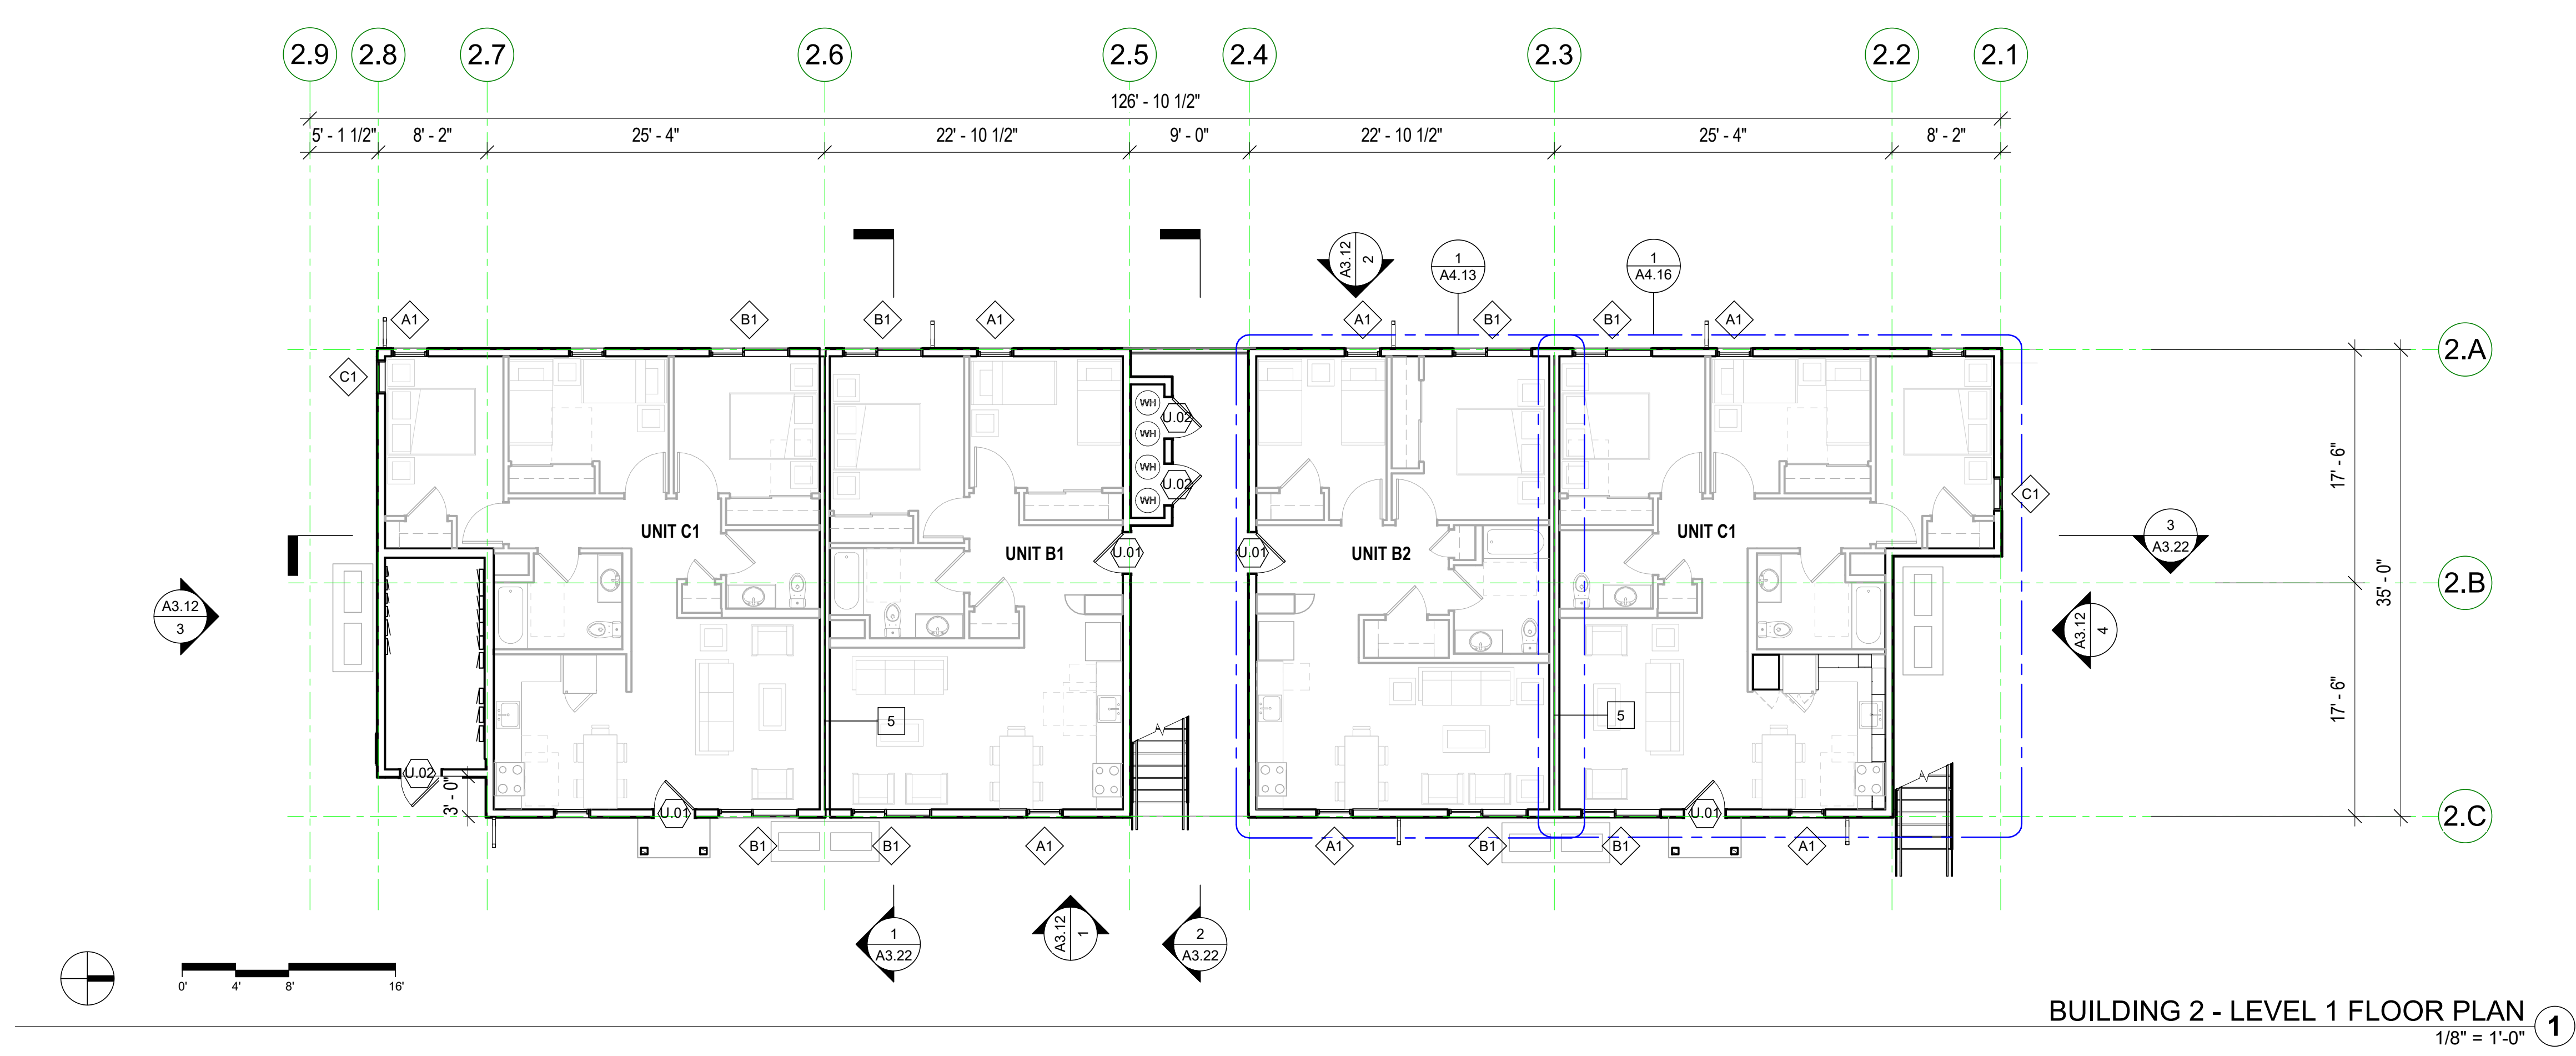 2.9 2.8 2.7 2.6 2.5 2.4 2.3 2.2 2.1
126' - 10 1/2"
5' - 1 1/2" 8' - 2" 25' - 4" 22' - 10 1/2" 9' - 0" 22' - 10 1/2" 25' - 4" 8' - 2"
A3.12
2
1
A4.13
1
A4.16
A1 B1 B1 A1 A1 B1 B1 A1
2.A
C1
WH
U.02
WH
WH
U.02
WH
C1
17' - 6"
UNIT C1 UNIT B1 U.01 U.01 UNIT B2 UNIT C1
3
A3.22
2.B
35' - 0"
A3.12
3
A3.12
4
17' - 6"
5 5
A A
U.02
3' - 0"
U.01 U.01
2.C
B1 B1 A1 A1 B1 B1 A1
1
A3.22
A3.12
1
2
A3.22
0' 4' 8' 16'
BUILDING 2 - LEVEL 1 FLOOR PLAN
1/8" = 1'-0"
1